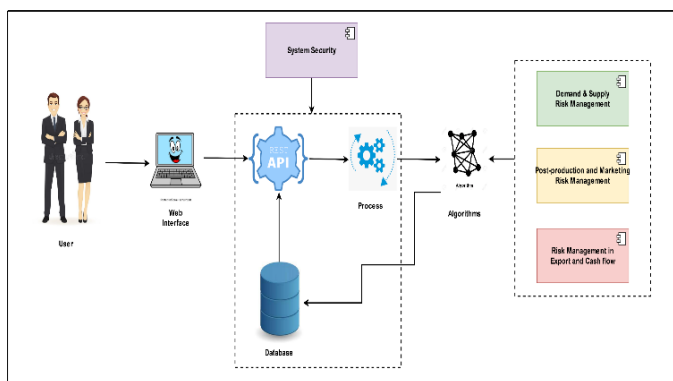 System Security
Demand & Supply
Risk Management
REST
API
Post-production and Marketing
Risk Management
Algorithms
Process
Web
Interface
User
Risk Management in
Export and Cash flow
Database